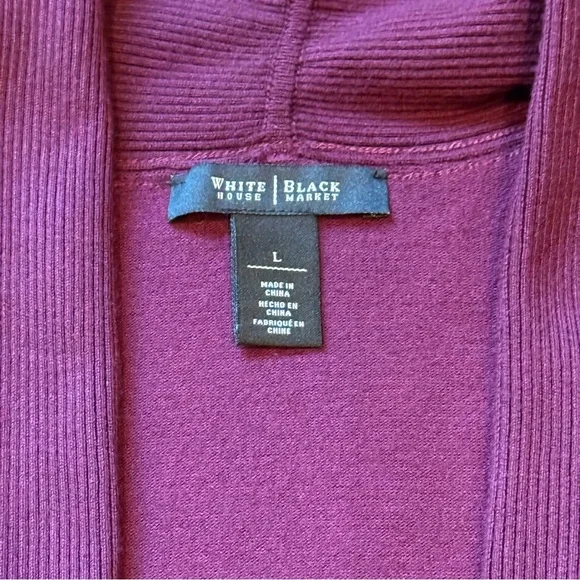 WHITE | BLACK
HOUSE | MARKET
L
MADE IN
CHINA
HECHO EN
CHINA
FABRIQUÉ EN
CHINE